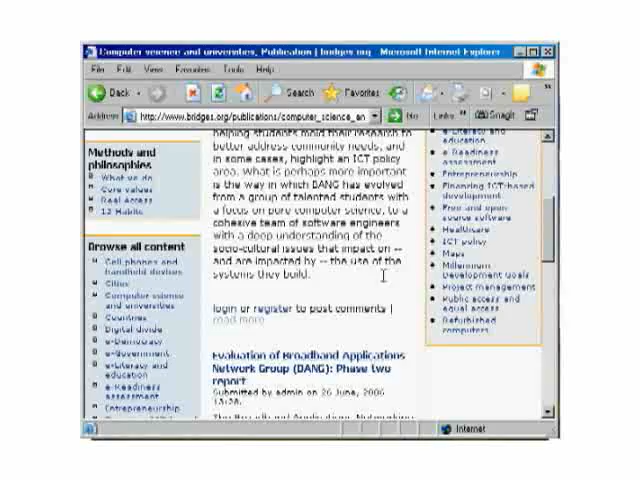 Computer science and universities, Publication | bridges.org - Microsoft Internet Explorer
File Edit View Favorites Tools Help
Back Search Favorites
Address http://www.bridges.org/publications/computer_science_an Go Links SnagIt
Methods and
philosophies
What we do
Core values
Real Access
12 Habits
Browse all content
Cell phones and
handheld devices
Cities
Computer science
and universities
Countries
Digital divide
e-Democracy
e-Government
e-Literacy and
education
e-Readiness
assessment
Entrepreneurship
helping students mold their research to
better address community needs, and
in some cases, highlight an ICT policy
area. What is perhaps more important
is the way in which DANG has evolved
from a group of talented students with
a focus on pure computer science, to a
cohesive team of software engineers
with a deep understanding of the
socio-cultural issues that impact on --
and are impacted by -- the use of the
systems they build.
login or register to post comments |
read more
Evaluation of Broadband Applications
Network Group (DANG): Phase two
report
Submitted by admin on 26 June, 2006
e-Literacy and
education
e-Readiness
assessment
Entrepreneurship
Financing ICT-based
development
Free and open
source software
Healthcare
ICT policy
Maps
Millennium
Development Goals
Project management
Public access and
equal access
Refurbished
computers
Internet